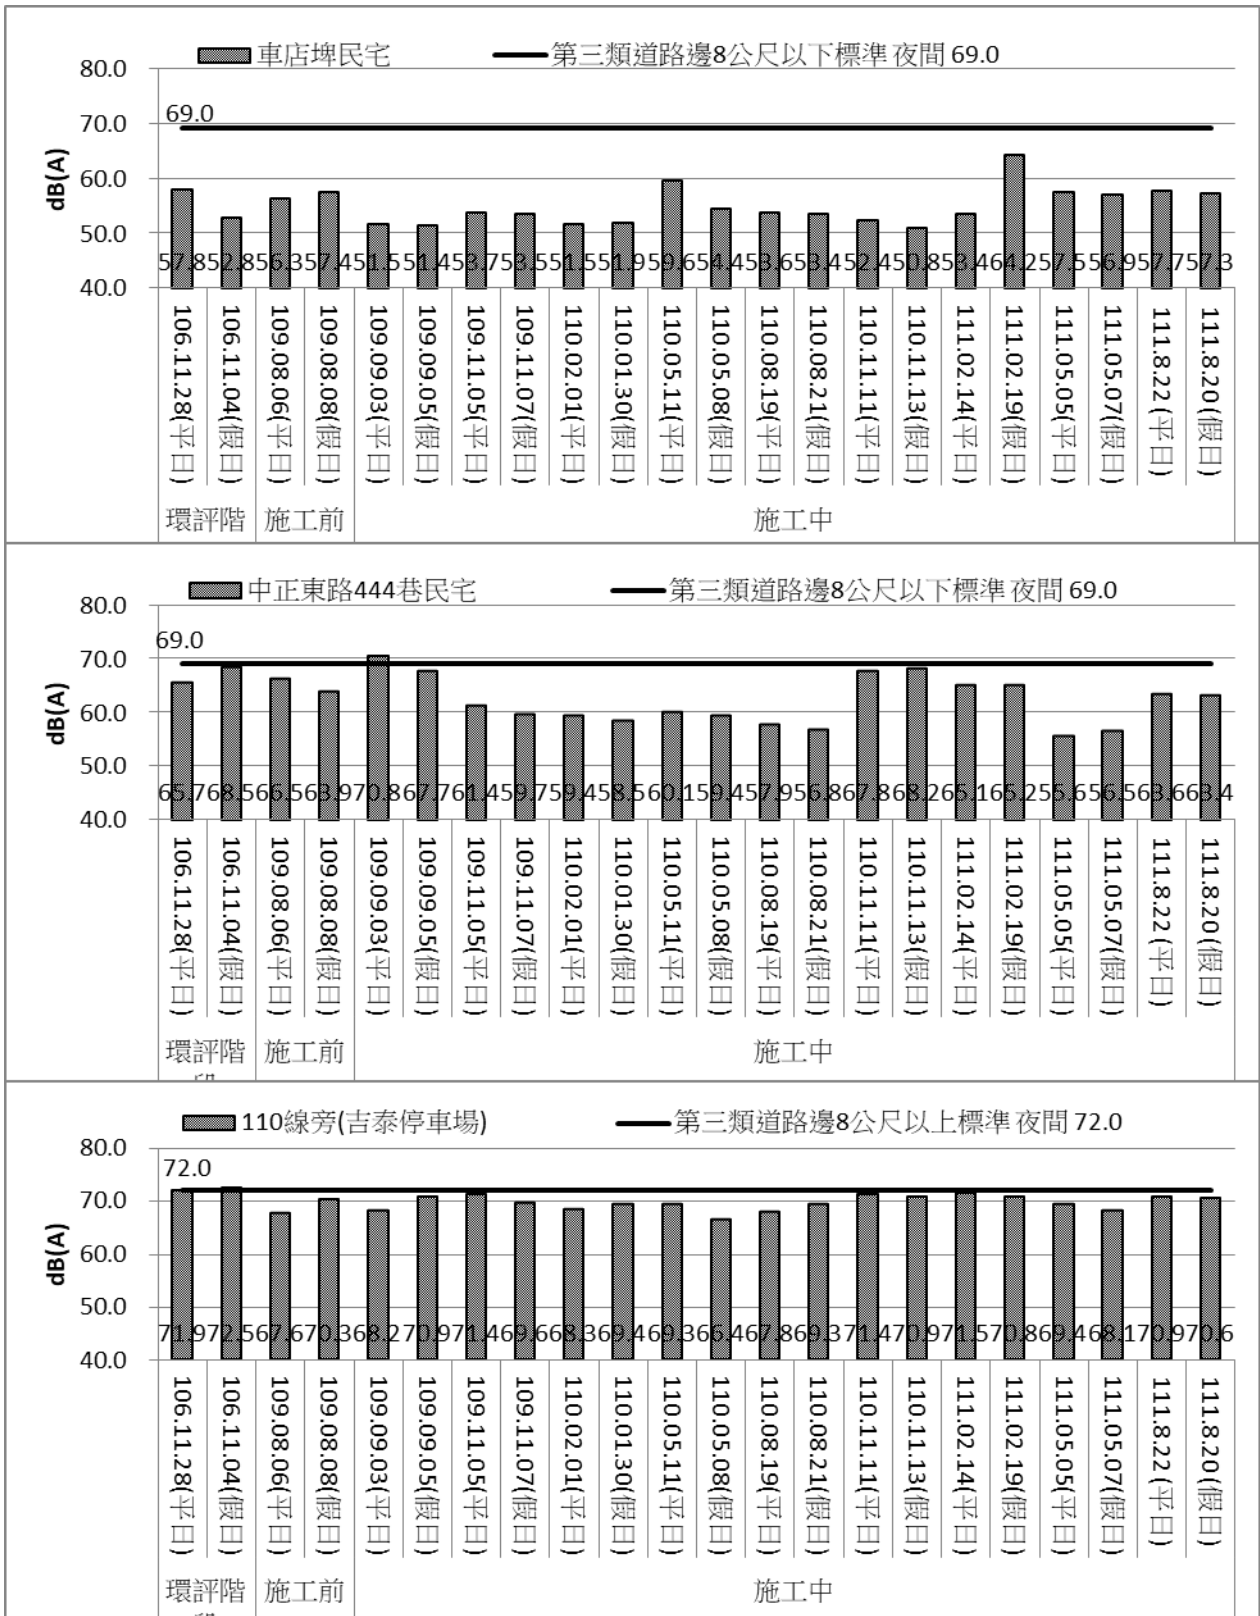 車店埤民宅 第三類道路邊8公尺以下標準 夜間 69.0
80.0
69.0
70.0
60.0
50.0
40.0
dB(A)
57.8 52.8 56.3 57.4 51.5 51.4 53.7 53.5 51.5 51.9 59.6 54.4 53.6 53.4 52.4 50.8 53.4 64.2 57.5 56.9 57.7 57.3
106.11.28(平日) 106.11.04(假日) 109.08.06(平日) 109.08.08(假日) 109.09.03(平日) 109.09.05(假日) 109.11.05(平日) 109.11.07(假日) 110.02.01(平日) 110.01.30(假日) 110.05.11(平日) 110.05.08(假日) 110.08.19(平日) 110.08.21(假日) 110.11.11(平日) 110.11.13(假日) 111.02.14(平日) 111.02.19(假日) 111.05.05(平日) 111.05.07(假日) 111.8.22 (平日) 111.8.20 (假日)
環評階 施工前 施工中
中正東路444巷民宅 第三類道路邊8公尺以下標準 夜間 69.0
80.0
69.0
70.0
60.0
50.0
40.0
dB(A)
65.7 68.5 66.5 63.9 70.8 67.7 61.4 59.7 59.4 58.5 60.1 59.4 57.9 56.8 67.8 68.2 65.1 65.2 55.6 56.5 63.6 63.4
106.11.28(平日) 106.11.04(假日) 109.08.06(平日) 109.08.08(假日) 109.09.03(平日) 109.09.05(假日) 109.11.05(平日) 109.11.07(假日) 110.02.01(平日) 110.01.30(假日) 110.05.11(平日) 110.05.08(假日) 110.08.19(平日) 110.08.21(假日) 110.11.11(平日) 110.11.13(假日) 111.02.14(平日) 111.02.19(假日) 111.05.05(平日) 111.05.07(假日) 111.8.22 (平日) 111.8.20 (假日)
環評階 施工前 施工中
110線旁(吉泰停車場) 第三類道路邊8公尺以上標準 夜間 72.0
80.0
72.0
70.0
60.0
50.0
40.0
dB(A)
71.9 72.5 67.6 70.3 68.2 70.9 71.4 69.6 68.3 69.4 69.3 66.4 67.8 69.3 71.4 70.9 71.5 70.8 69.4 68.1 70.9 70.6
106.11.28(平日) 106.11.04(假日) 109.08.06(平日) 109.08.08(假日) 109.09.03(平日) 109.09.05(假日) 109.11.05(平日) 109.11.07(假日) 110.02.01(平日) 110.01.30(假日) 110.05.11(平日) 110.05.08(假日) 110.08.19(平日) 110.08.21(假日) 110.11.11(平日) 110.11.13(假日) 111.02.14(平日) 111.02.19(假日) 111.05.05(平日) 111.05.07(假日) 111.8.22 (平日) 111.8.20 (假日)
環評階 施工前 施工中